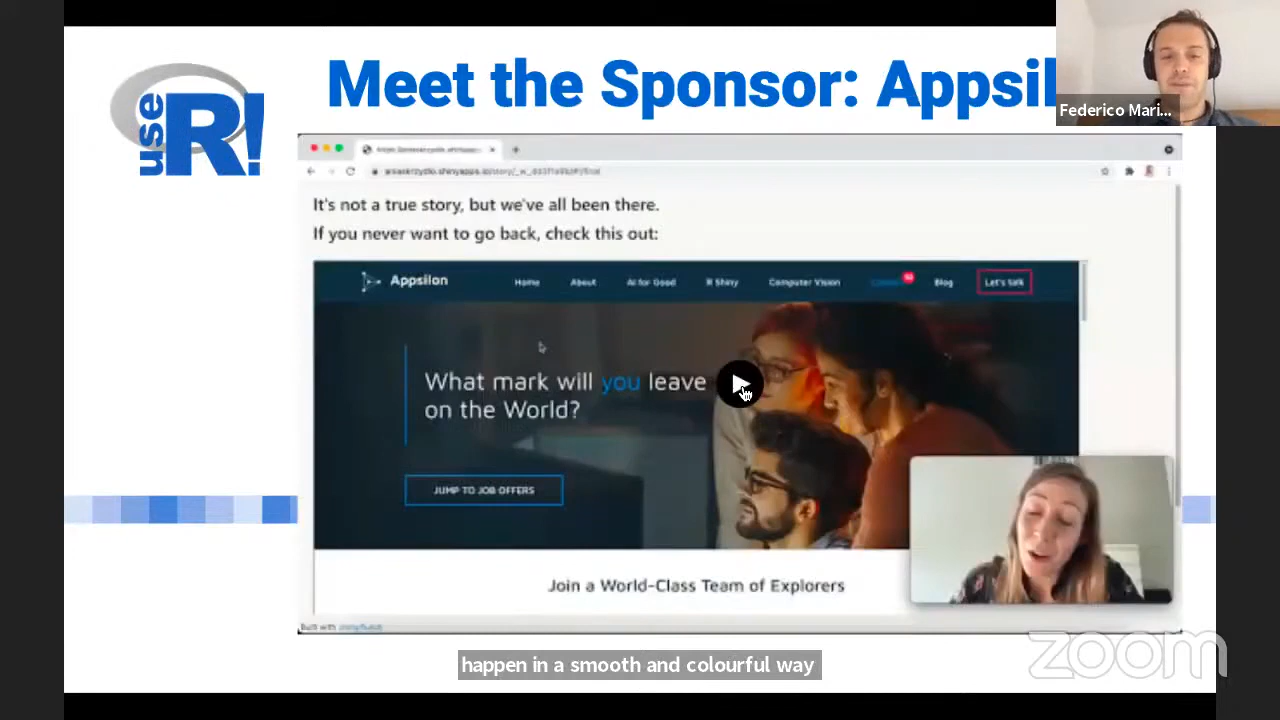 use R!
Meet the Sponsor: Appsil
Federico Mari...
It's not a true story, but we've all been there.
If you never want to go back, check this out:
Appsilon
Home
About
AI for Good
R Shiny
Computer Vision
Blog
Let's talk
What mark will you leave
on the World?
JUMP TO JOB OFFERS
Join a World-Class Team of Explorers
Built with
happen in a smooth and colourful way
zoom